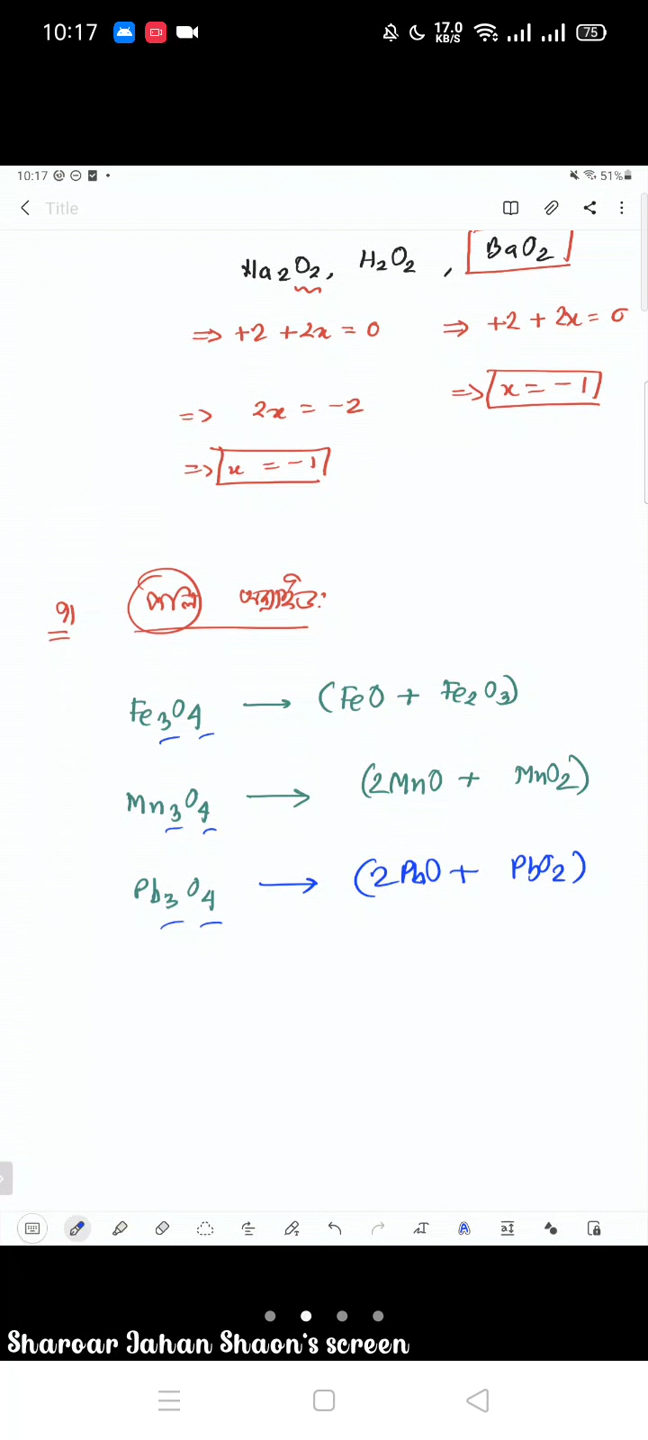 10:17 17.0 KB/S 75
10:17 51%
Title
Na2O2, H2O2, BaO2
⇒ +2 + 2x = 0 ⇒ +2 + 2x = 0
⇒ 2x = -2 ⇒ x = -1
⇒ x = -1
৭) পলি অক্সাইডঃ
Fe3O4 → (FeO + Fe2O3)
Mn3O4 → (2MnO + MnO2)
Pb3O4 → (2PbO + PbO2)
Sharoar Jahan Shaon's screen